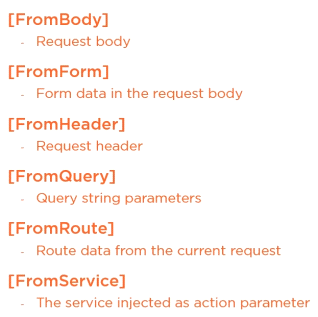 [FromBody]
- Request body
[FromForm]
- Form data in the request body
[FromHeader]
- Request header
[FromQuery]
- Query string parameters
[FromRoute]
- Route data from the current request
[FromService]
- The service injected as action parameter